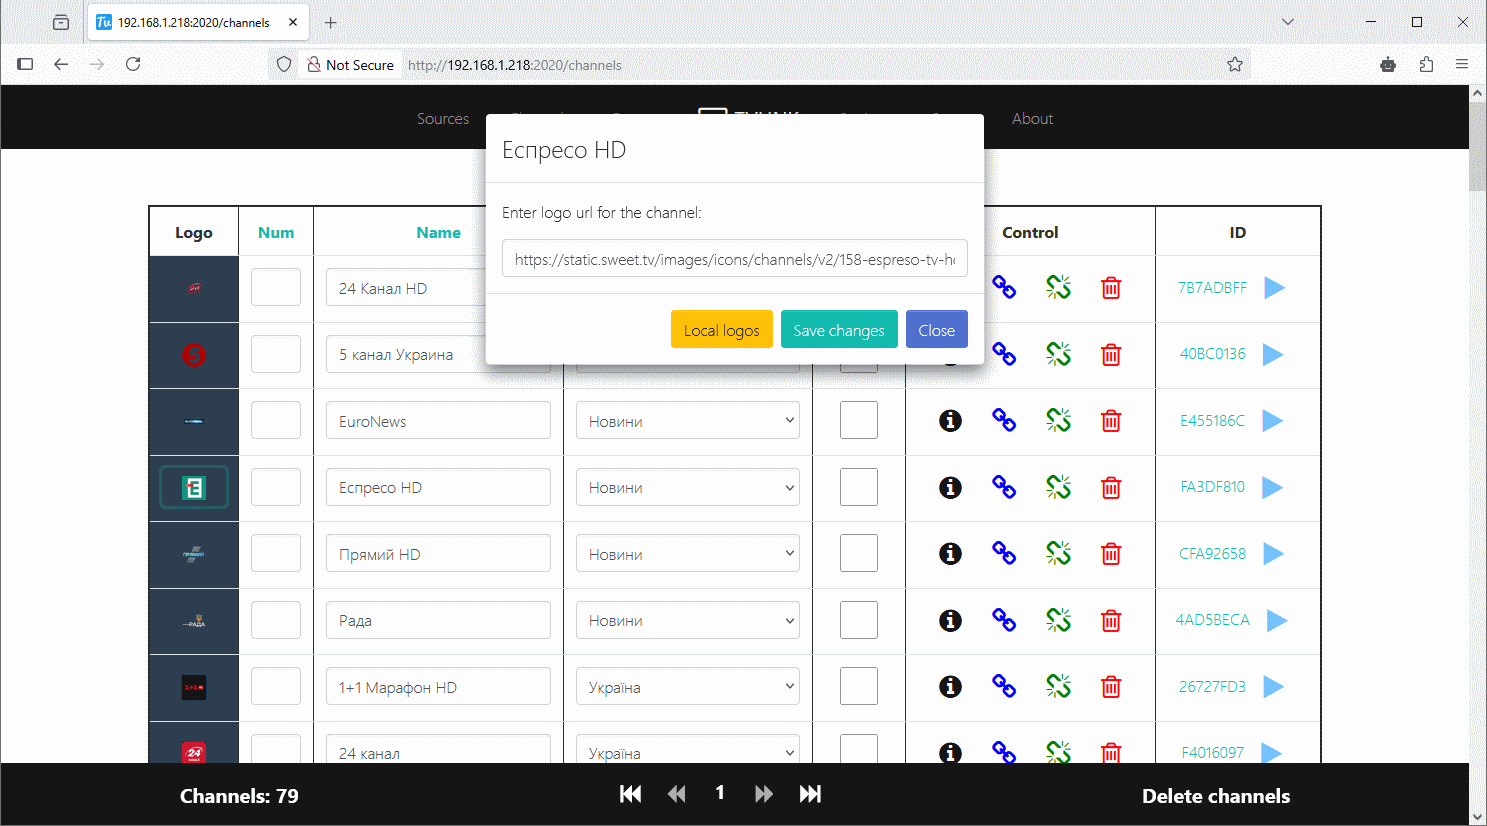 192.168.1.218:2020/channels
Not Secure
http://192.168.1.218:2020/channels
Sources
About
Еспресо HD
Enter logo url for the channel:
https://static.sweet.tv/images/icons/channels/v2/158-espreso-tv-h
Local logos
Save changes
Close
Logo Num Name Control ID
24 Канал HD 7B7ADBFF
5 канал Украина 40BC0136
EuroNews Новини E455186C
Еспресо HD Новини FA3DF810
Прямий HD Новини CFA92658
Рада Новини 4AD5BECA
1+1 Марафон HD Україна 26727FD3
24 24 канал Україна F4016097
Channels: 79
1
Delete channels